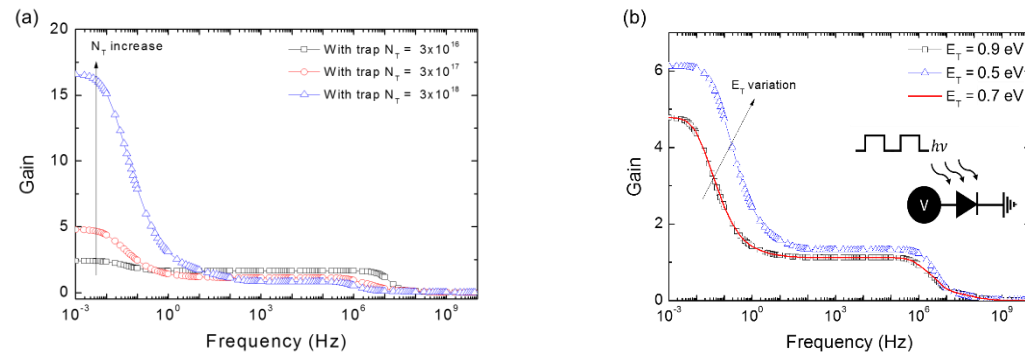 (a)
20
15
10
5
0
Gain
N_T increase
With trap N_T = 3x10^16
With trap N_T = 3x10^17
With trap N_T = 3x10^18
10^-3 10^0 10^3 10^6 10^9
Frequency (Hz)
(b)
6
4
2
0
Gain
E_T = 0.9 eV
E_T = 0.5 eV
E_T = 0.7 eV
E_T variation
hν
V
10^-3 10^0 10^3 10^6 10^9
Frequency (Hz)